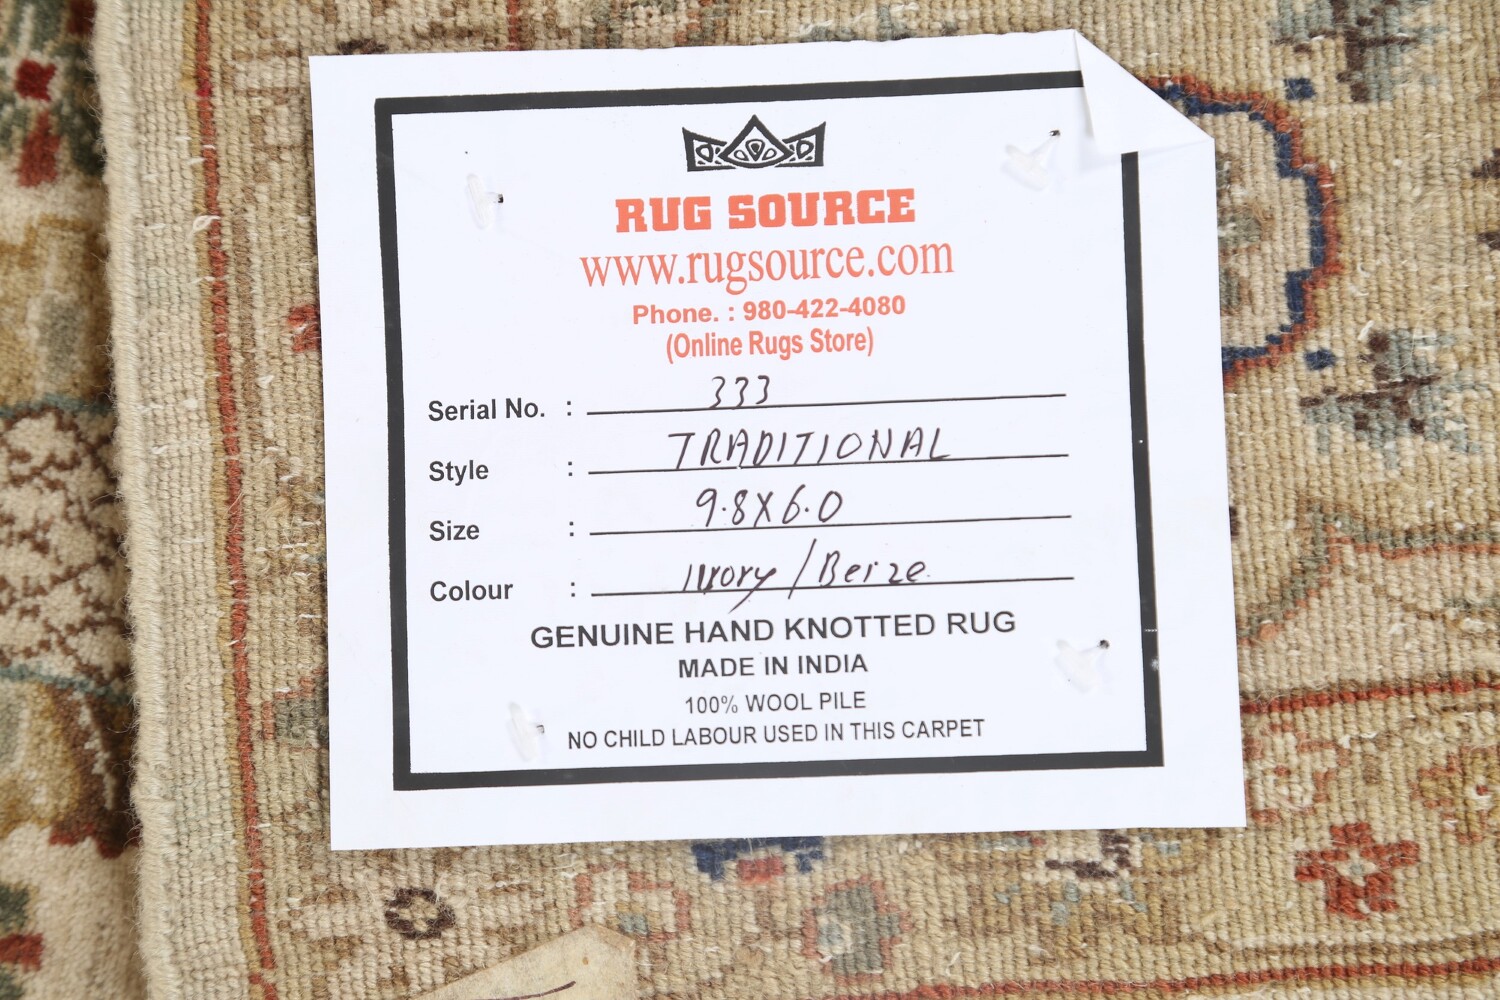 RUG SOURCE
www.rugsource.com
Phone. : 980-422-4080
(Online Rugs Store)
Serial No. : 333
Style : TRADITIONAL
Size : 9.8X6.0
Colour : Ivory/Beize
GENUINE HAND KNOTTED RUG
MADE IN INDIA
100% WOOL PILE
NO CHILD LABOUR USED IN THIS CARPET